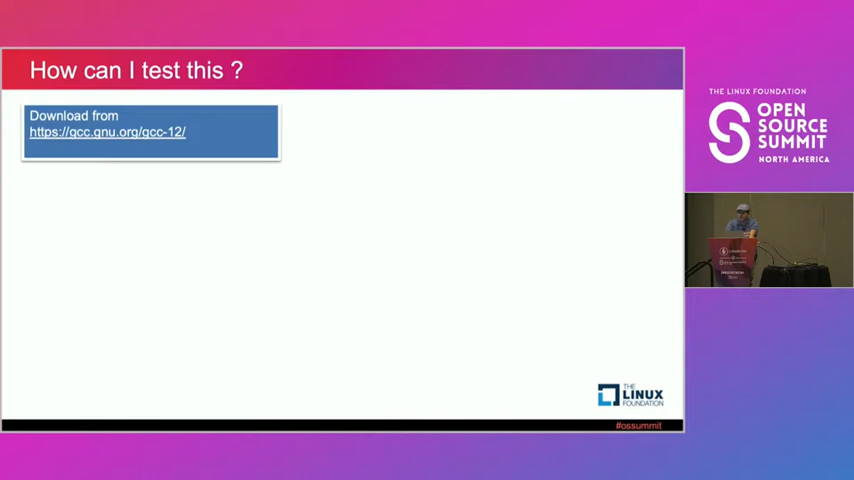 How can I test this ?
Download from
https://gcc.gnu.org/gcc-12/
THE
LINUX
FOUNDATION
#ossummit
THE LINUX FOUNDATION
OPEN
SOURCE
SUMMIT
NORTH AMERICA